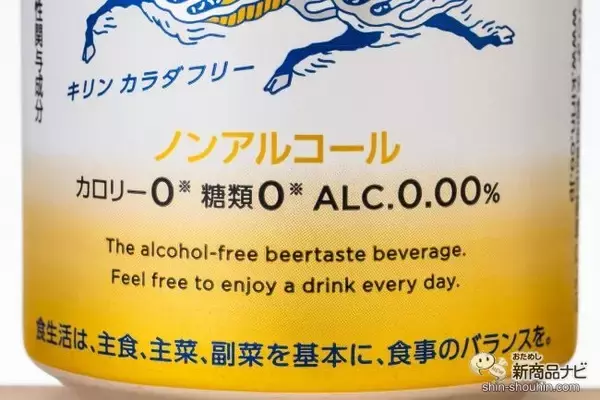 キリン カラダフリー
ノンアルコール
カロリー0※ 糖類0※ ALC.0.00%
The alcohol-free beertaste beverage.
Feel free to enjoy a drink every day.
食生活は、主食、主菜、副菜を基本に、食事のバランスを。
おためし
新商品ナビ
shin-shouhin.com